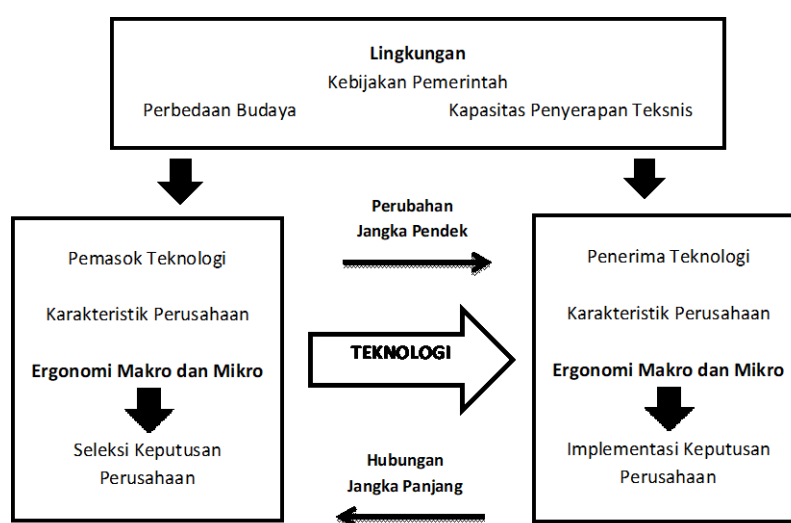 Lingkungan
Kebijakan Pemerintah
Perbedaan Budaya
Kapasitas Penyerapan Teksnis
Pemasok Teknologi
Karakteristik Perusahaan
Ergonomi Makro dan Mikro
Seleksi Keputusan
Perusahaan
Perubahan
Jangka Pendek
TEKNOLOGI
Hubungan
Jangka Panjang
Penerima Teknologi
Karakteristik Perusahaan
Ergonomi Makro dan Mikro
Implementasi Keputusan
Perusahaan